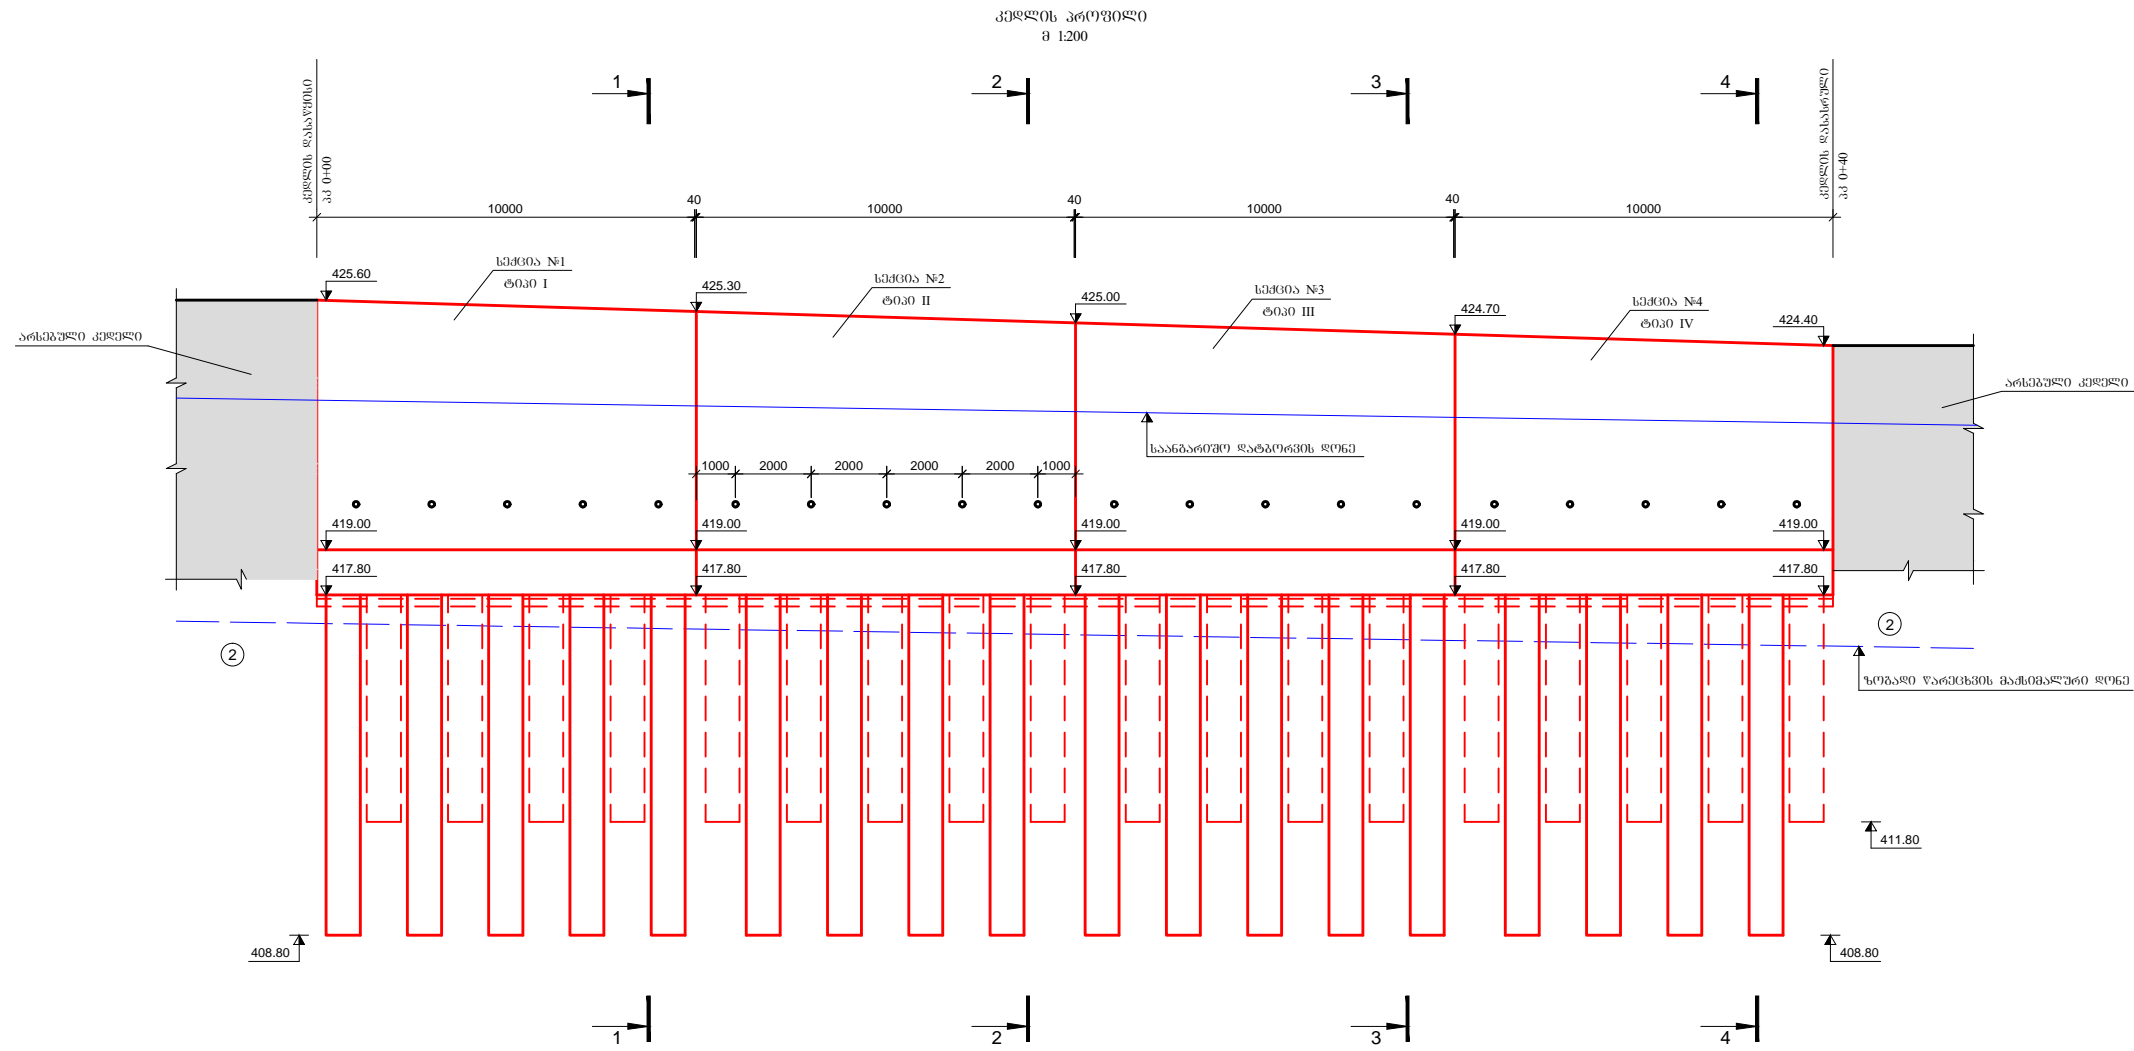 კედლის პროფილი
მ 1:200
1
2
3
4
კედლის დასაწყისი
პკ 0+00
კედლის დასასრული
პკ 0+40
10000
40
10000
40
10000
40
10000
სექცია №1
ტიპი I
სექცია №2
ტიპი II
სექცია №3
ტიპი III
სექცია №4
ტიპი IV
425.60
425.30
425.00
424.70
424.40
არსებული კედელი
არსებული კედელი
საანგარიშო დატბორვის დონე
1000
2000
2000
2000
2000
1000
419.00
419.00
419.00
419.00
419.00
417.80
417.80
417.80
417.80
417.80
2
2
ზოგადი წარეცხვის მაქსიმალური დონე
411.80
408.80
408.80
1
2
3
4